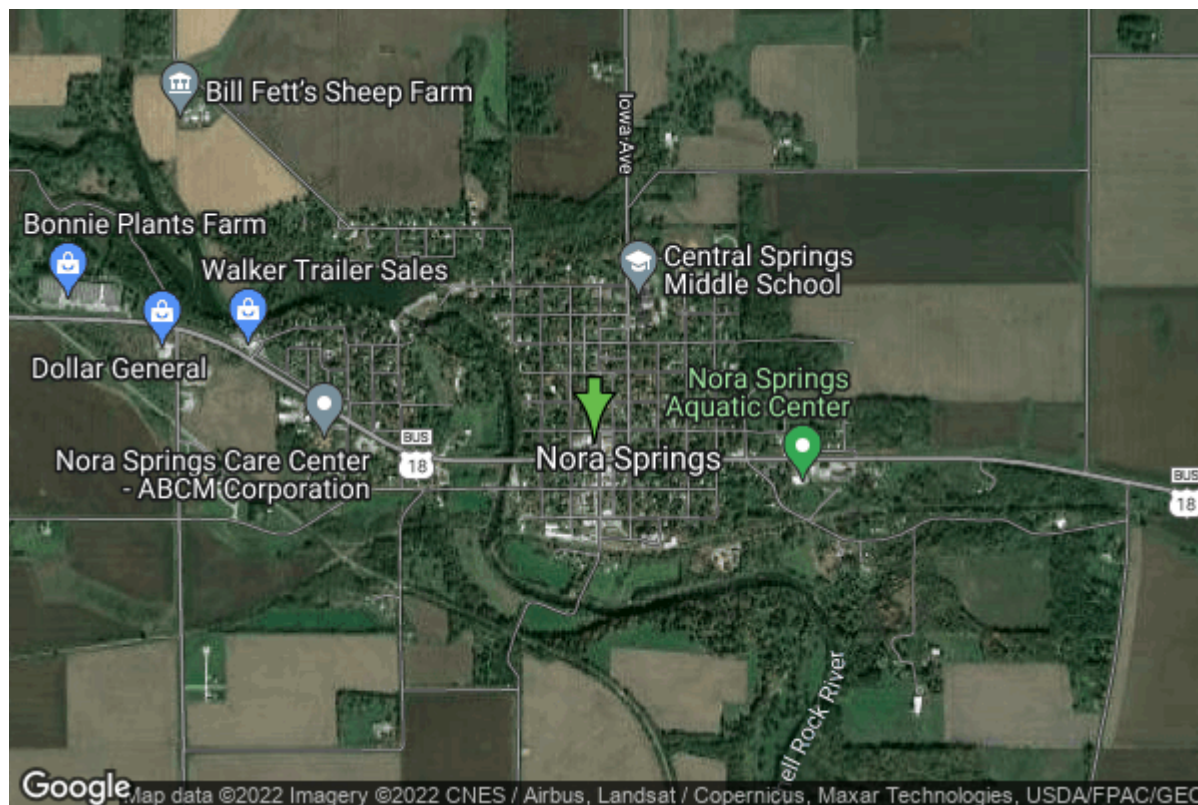 Bill Fett's Sheep Farm
Iowa Ave
Bonnie Plants Farm
Walker Trailer Sales
Central Springs
Middle School
Dollar General
Nora Springs
Aquatic Center
BUS
18
Nora Springs
Nora Springs Care Center
- ABCM Corporation
BUS
18
ell Rock River
Google
Map data ©2022 Imagery ©2022 CNES / Airbus, Landsat / Copernicus, Maxar Technologies, USDA/FPAC/GEO